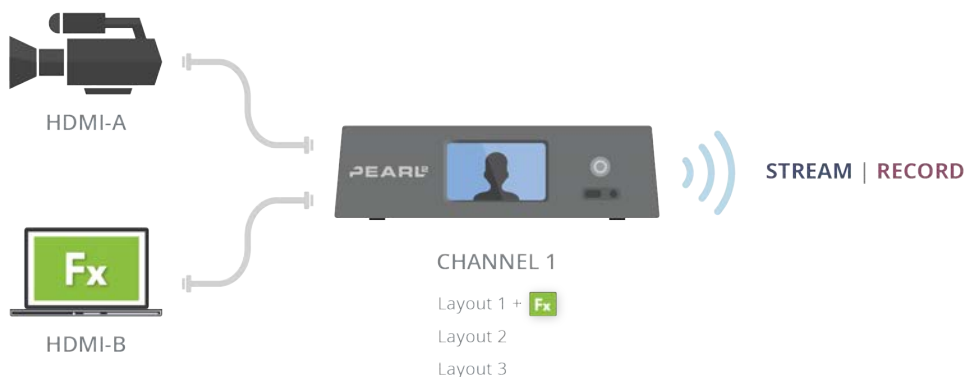 HDMI-A
PEARL2
STREAM | RECORD
Fx
HDMI-B
CHANNEL 1
Layout 1 + Fx
Layout 2
Layout 3